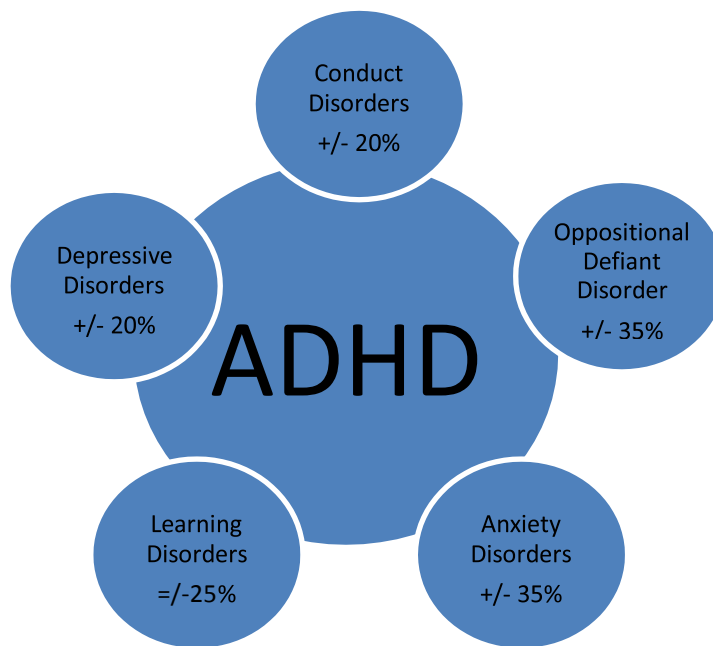 Conduct
Disorders
+/- 20%
Oppositional
Defiant
Disorder
+/- 35%
Depressive
Disorders
+/- 20%
ADHD
Learning
Disorders
=/-25%
Anxiety
Disorders
+/- 35%